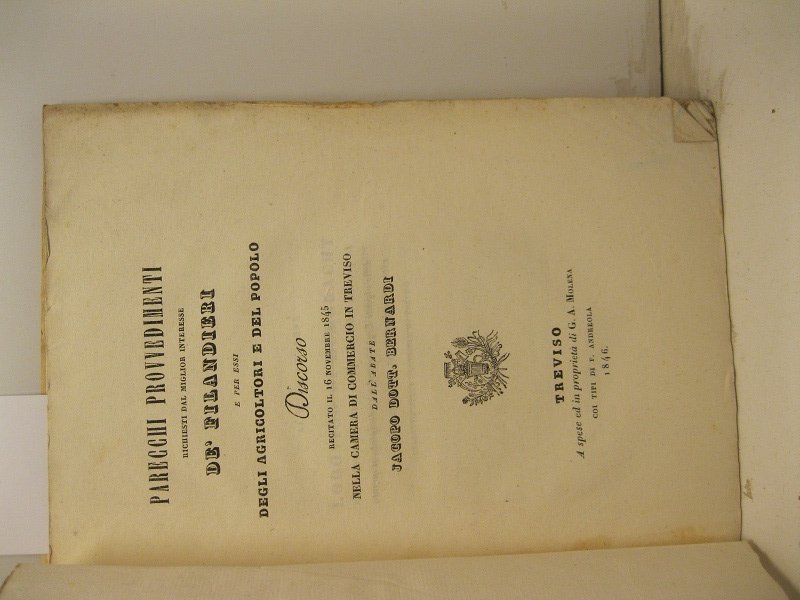 PARECCHI PROVVEDIMENTI
RICHIESTI DAL MIGLIOR INTERESSE
DE' FILANDIERI
E PER ESSI
DEGLI AGRICOLTORI E DEL POPOLO
Discorso
RECITATO IL 16 NOVEMBRE 1845
NELLA CAMERA DI COMMERCIO IN TREVISO
DALL'ABATE
JACOPO DOTT. BERNARDI
TREVISO
A spese ed in proprietà di G. A. MOLENA
COI TIPI DI F. ANDREOLA
1846.